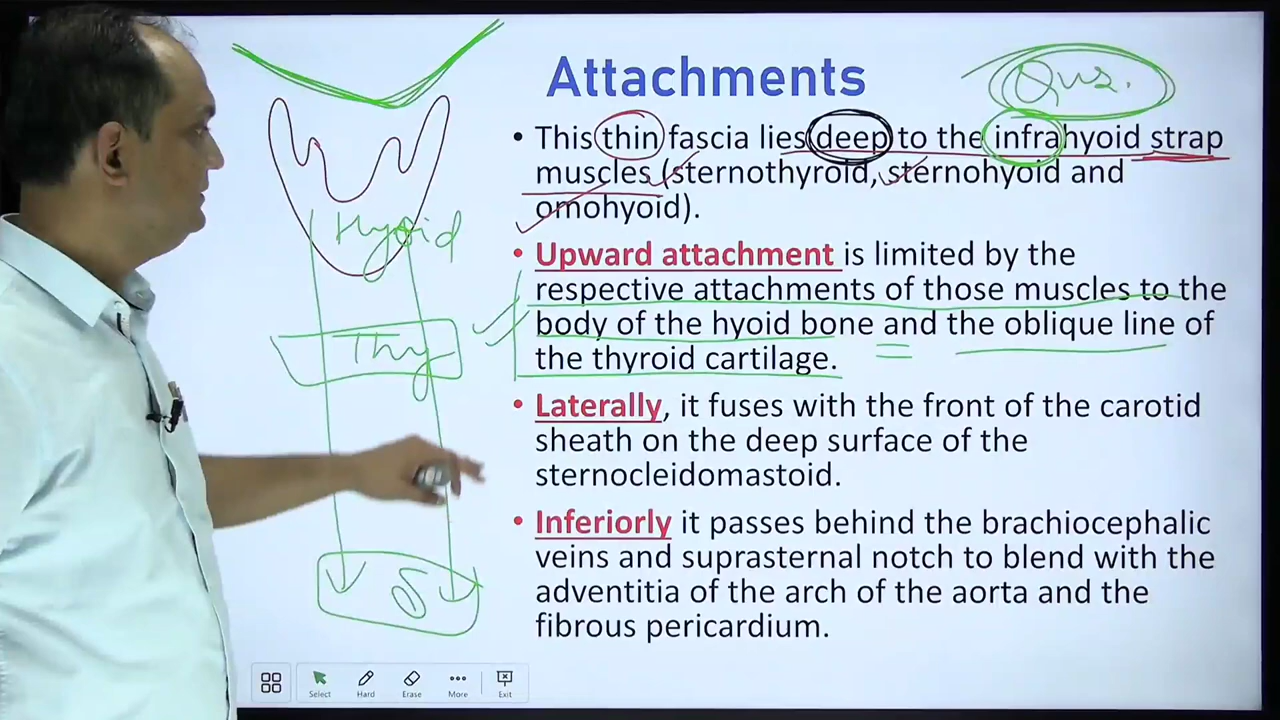 Attachments
Qus.
• This thin fascia lies deep to the infrahyoid strap
muscles (sternothyroid, sternohyoid and
omohyoid).
• Upward attachment is limited by the
respective attachments of those muscles to the
body of the hyoid bone and the oblique line of
the thyroid cartilage.
• Laterally, it fuses with the front of the carotid
sheath on the deep surface of the
sternocleidomastoid.
• Inferiorly it passes behind the brachiocephalic
veins and suprasternal notch to blend with the
adventitia of the arch of the aorta and the
fibrous pericardium.
Hyoid
Thy
Select Hard Erase More Exit